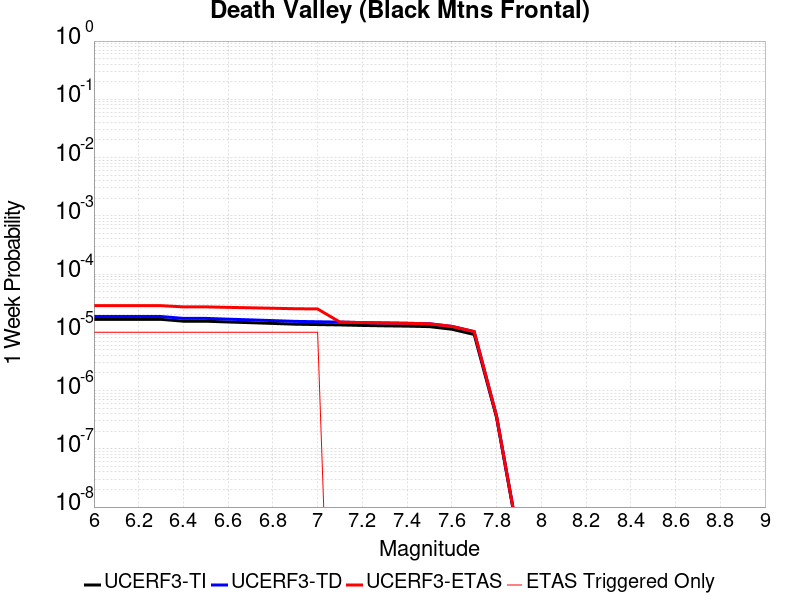 Death Valley (Black Mtns Frontal)
10 0
10 -1
10 -2
10 -3
10 -4
10 -5
10 -6
10 -7
10 -8
1 Week Probability
6 6.2 6.4 6.6 6.8 7 7.2 7.4 7.6 7.8 8 8.2 8.4 8.6 8.8 9
Magnitude
UCERF3-TI UCERF3-TD UCERF3-ETAS ETAS Triggered Only